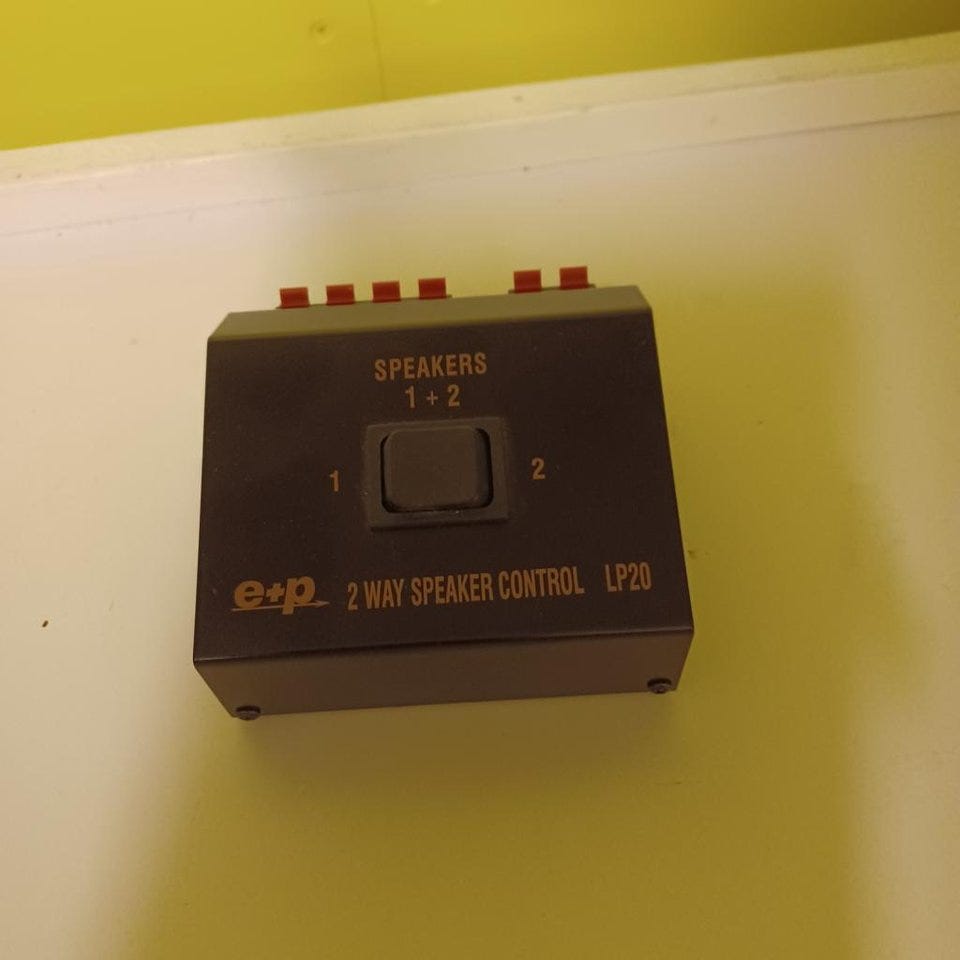 SPEAKERS
1 + 2
1 2
e+p 2 WAY SPEAKER CONTROL LP20